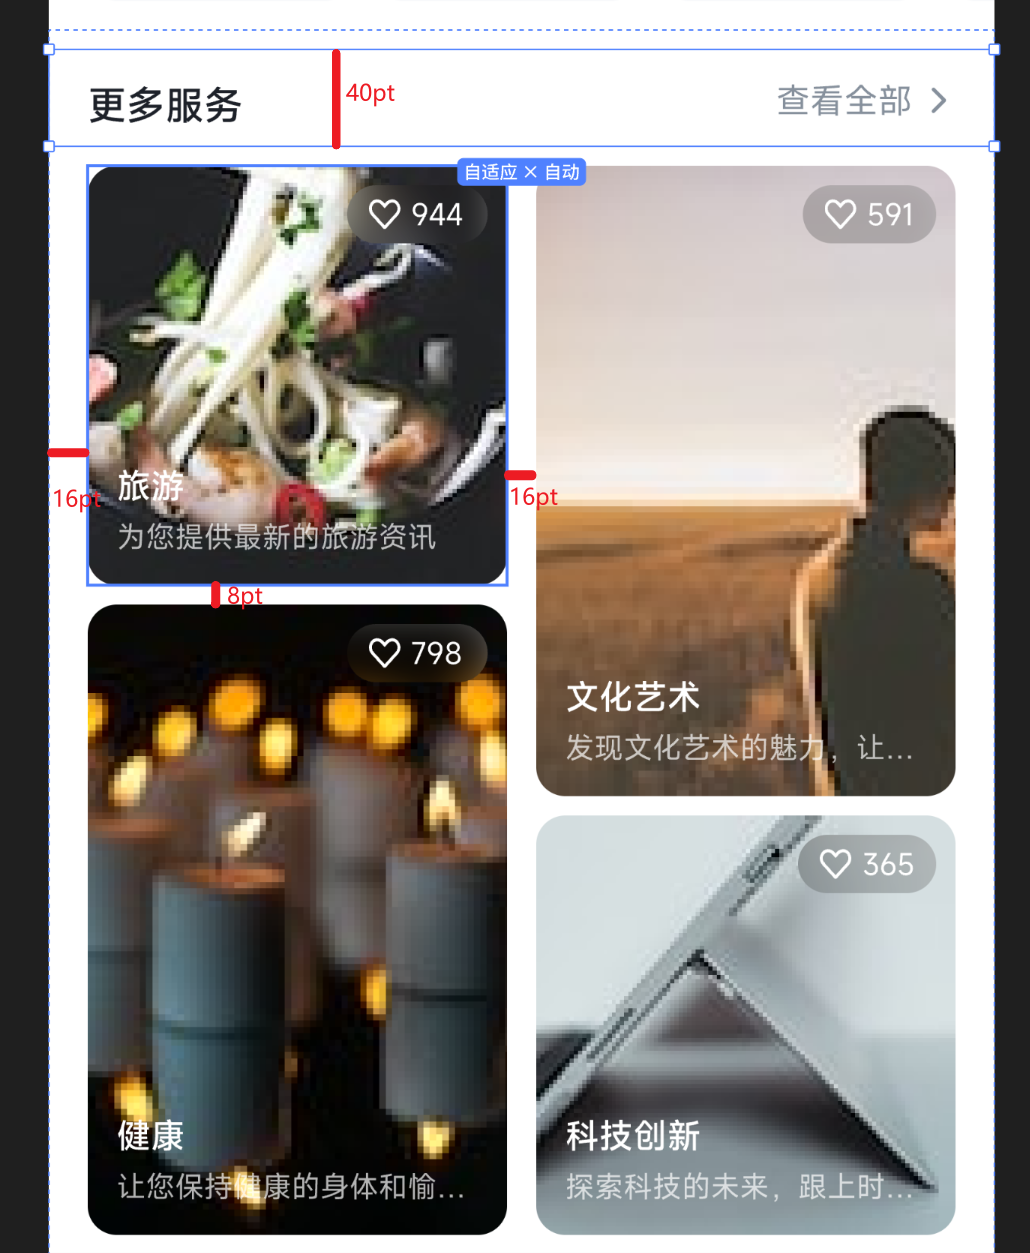 更多服务
40pt
查看全部
自适应 × 自动
944
591
16pt
旅游
16pt
为您提供最新的旅游资讯
8pt
798
文化艺术
发现文化艺术的魅力，让...
365
健康
让您保持健康的身体和愉...
科技创新
探索科技的未来，跟上时...